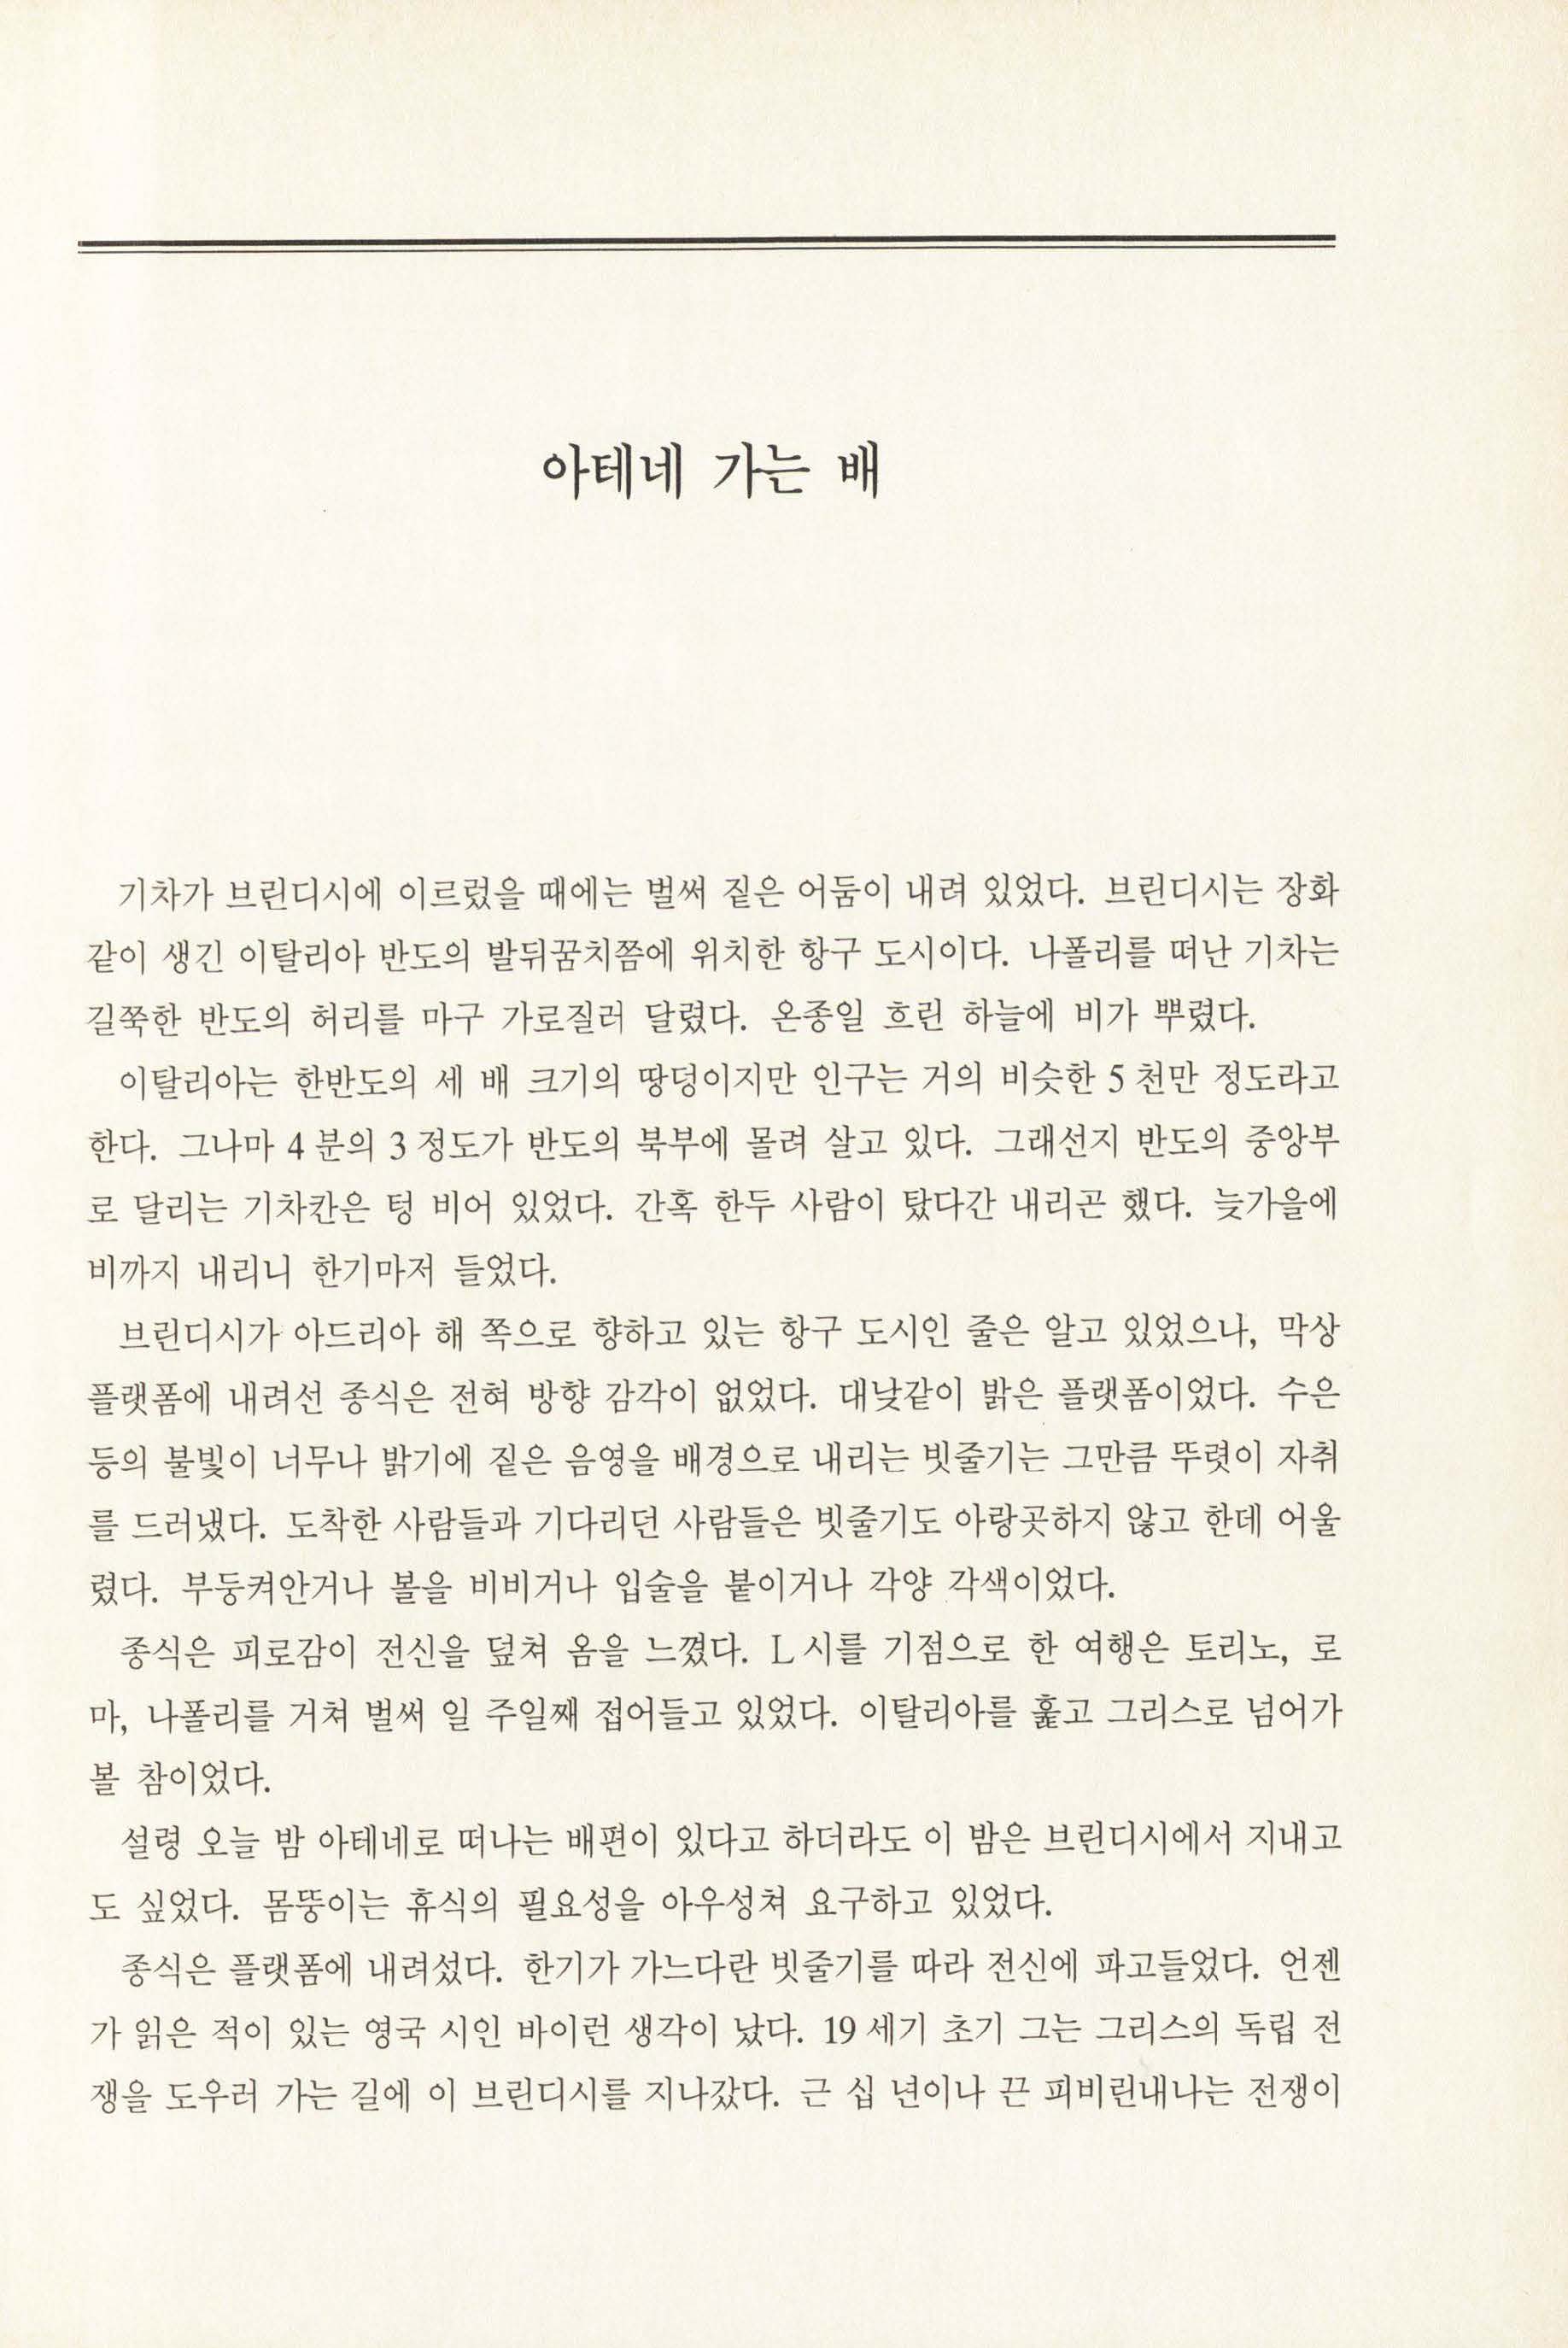 아테네 가는 배
기차가 브린디시에 이르렀을 때에는 벌써 짙은 어둠이 내려 있었다. 브린디시는 장화
같이 생긴 이탈리아 반도의 발뒤꿈치쯤에 위치한 항구 도시이다. 나폴리를 떠난 기차는
길쭉한 반도의 허리를 마구 가로질러 달렸다. 온종일 흐린 하늘에 비가 뿌렸다.
이탈리아는 한반도의 세 배 크기의 땅덩이지만 인구는 거의 비슷한 5천만 정도라고
한다. 그나마 4분의 3정도가 반도의 북부에 몰려 살고 있다. 그래선지 반도의 중앙부
로 달리는 기차칸은 텅 비어 있었다. 간혹 한두 사람이 탔다간 내리곤 했다. 늦가을에
비까지 내리니 한기마저 들었다.
브린디시가 아드리아 해 쪽으로 향하고 있는 항구 도시인 줄은 알고 있었으나, 막상
플랫폼에 내려선 종식은 전혀 방향 감각이 없었다. 대낮같이 밝은 플랫폼이었다. 수은
등의 불빛이 너무나 밝기에 짙은 음영을 배경으로 내리는 빗줄기는 그만큼 뚜렷이 자취
를 드러냈다. 도착한 사람들과 기다리던 사람들은 빗줄기도 아랑곳하지 않고 한데 어울
렸다. 부둥켜안거나 볼을 비비거나 입술을 붙이거나 각양 각색이었다.
종식은 피로감이 전신을 덮쳐 옴을 느꼈다. L시를 기점으로 한 여행은 토리노, 로
마, 나폴리를 거쳐 벌써 일 주일째 접어들고 있었다. 이탈리아를 훑고 그리스로 넘어가
볼 참이었다.
설령 오늘 밤 아테네로 떠나는 배편이 있다고 하더라도 이 밤은 브린디시에서 지내고
도 싶었다. 몸뚱이는 휴식의 필요성을 아우성쳐 요구하고 있었다.
종식은 플랫폼에 내려섰다. 한기가 가느다란 빗줄기를 따라 전신에 파고들었다. 언젠
가 읽은 적이 있는 영국 시인 바이런 생각이 났다. 19세기 초기 그는 그리스의 독립 전
쟁을 도우러 가는 길에 이 브린디시를 지나갔다. 근 십 년이나 끈 피비린내나는 전쟁이